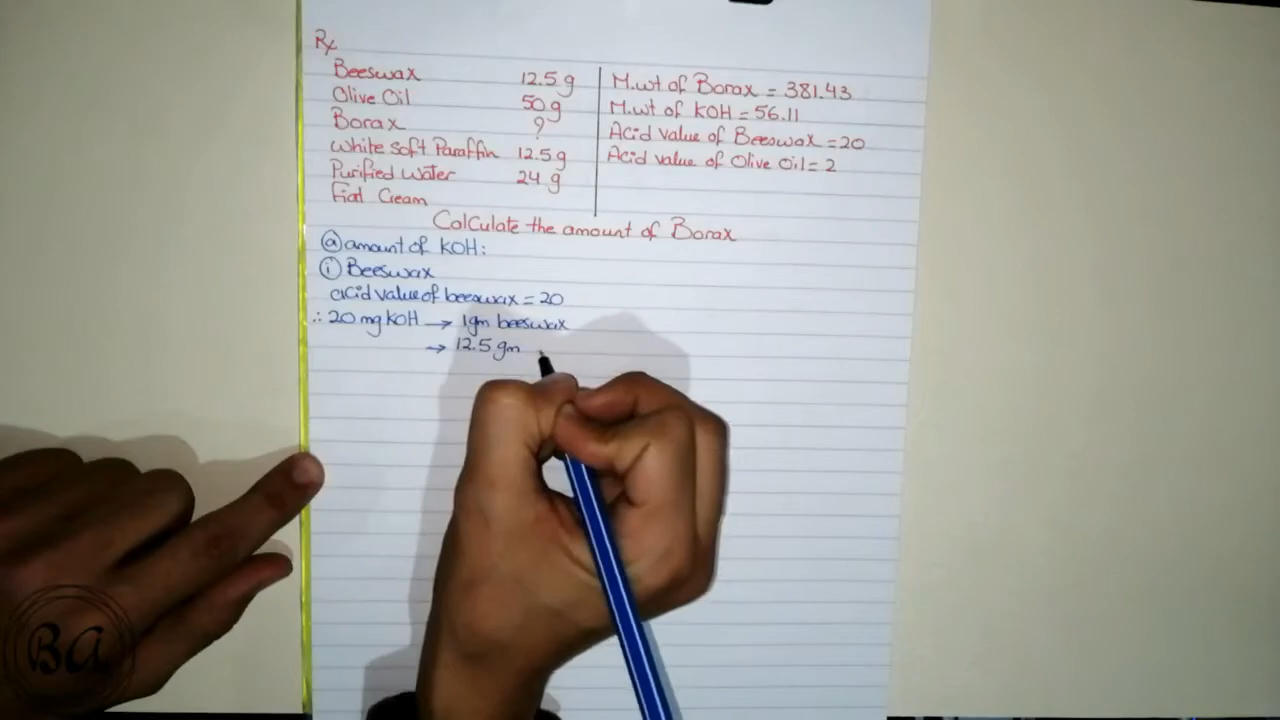 Rx
Beeswax 12.5 g
Olive Oil 50 g
Borax ?
White Soft Paraffin 12.5 g
Purified Water 24 g
Fiat Cream
M.wt of Borax = 381.43
M.wt of KOH = 56.11
Acid value of Beeswax = 20
Acid value of Olive Oil = 2
Calculate the amount of Borax
ⓐ amount of KOH:
ⓘ Beeswax
acid value of beeswax = 20
∴ 20 mg KOH → 1gm beeswax
→ 12.5 gm
BA